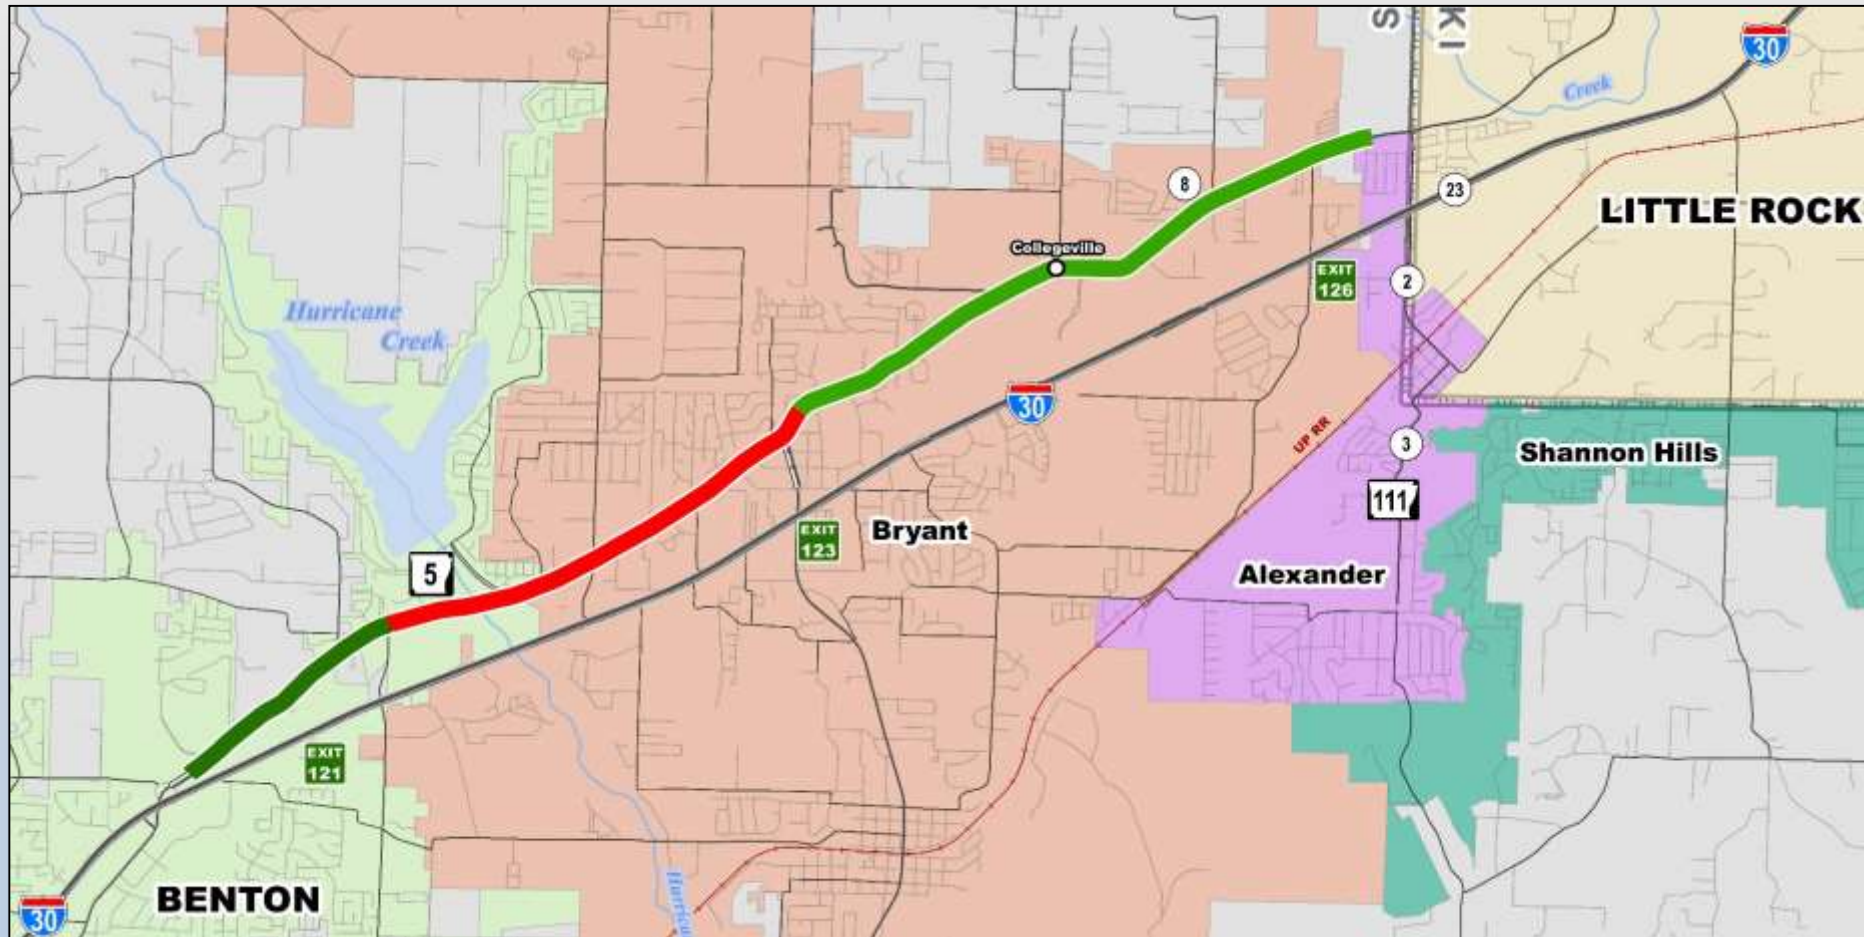 S
KI
30
Creek
8
23
LITTLE ROCK
Collegeville
EXIT
126
2
Hurricane
Creek
30
UP RR
3
Shannon Hills
111
EXIT
123
Bryant
5
Alexander
EXIT
121
BENTON
30